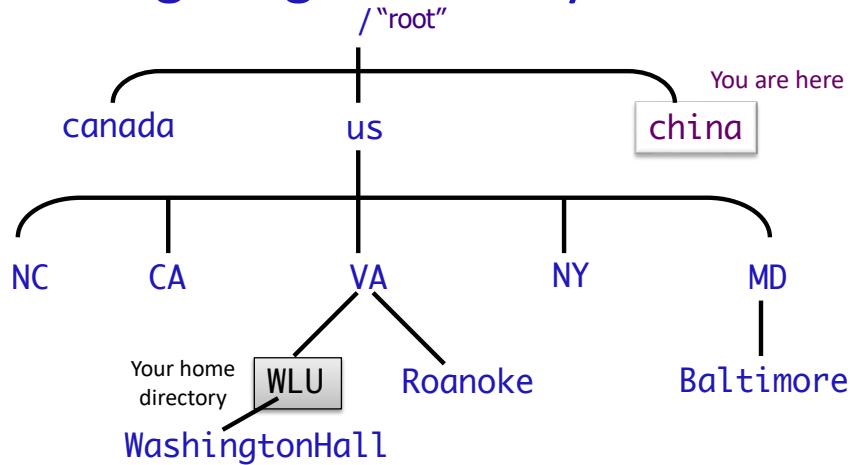 / "root"
You are here
canada
us
china
NC
CA
VA
NY
MD
Your home
directory
WLU
Roanoke
Baltimore
WashingtonHall